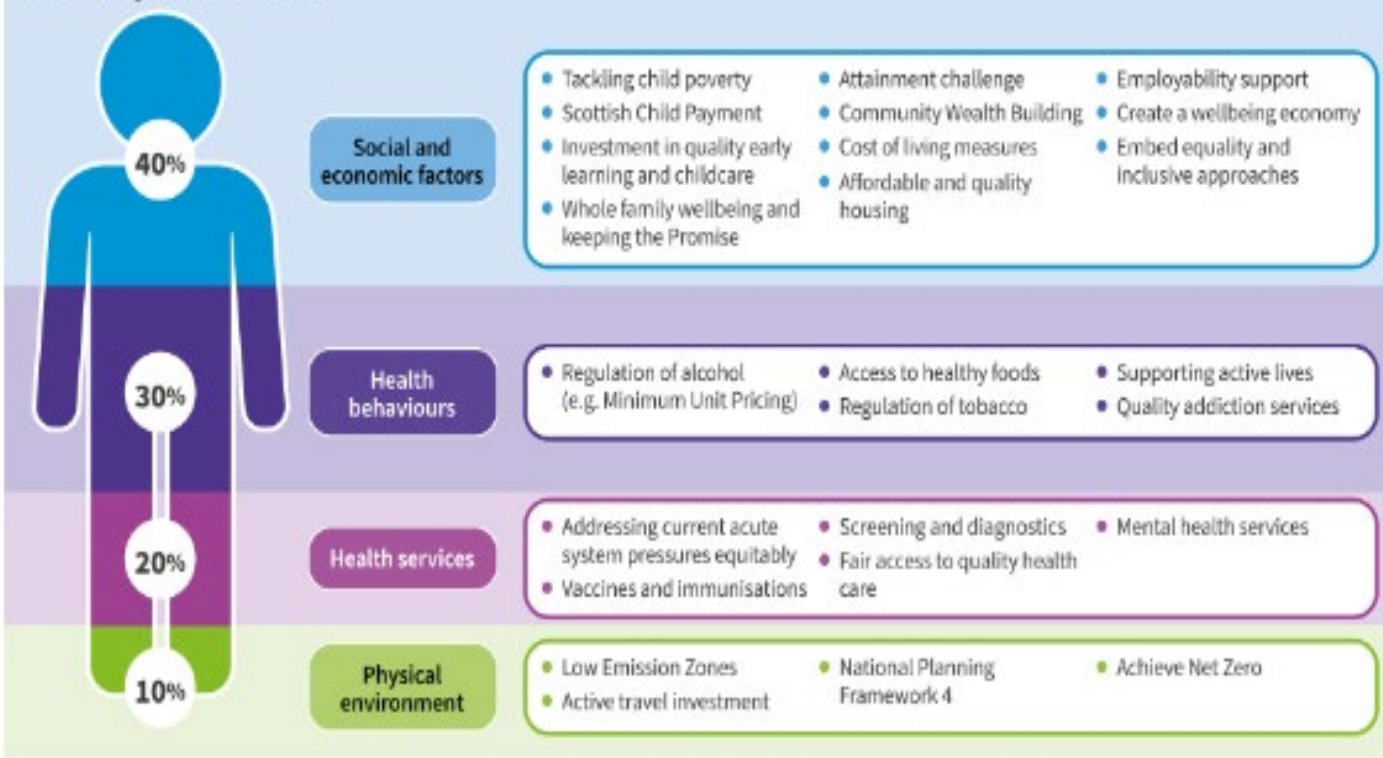 40%
Social and
economic factors
• Tackling child poverty
• Scottish Child Payment
• Investment in quality early
learning and childcare
• Whole family wellbeing and
keeping the Promise
• Attainment challenge
• Community Wealth Building
• Cost of living measures
• Affordable and quality
housing
• Employability support
• Create a wellbeing economy
• Embed equality and
inclusive approaches
30%
Health
behaviours
• Regulation of alcohol
(e.g. Minimum Unit Pricing)
• Access to healthy foods
• Regulation of tobacco
• Supporting active lives
• Quality addiction services
20%
Health services
• Addressing current acute
system pressures equitably
• Vaccines and immunisations
• Screening and diagnostics
• Fair access to quality health
care
• Mental health services
10%
Physical
environment
• Low Emission Zones
• Active travel investment
• National Planning
Framework 4
• Achieve Net Zero